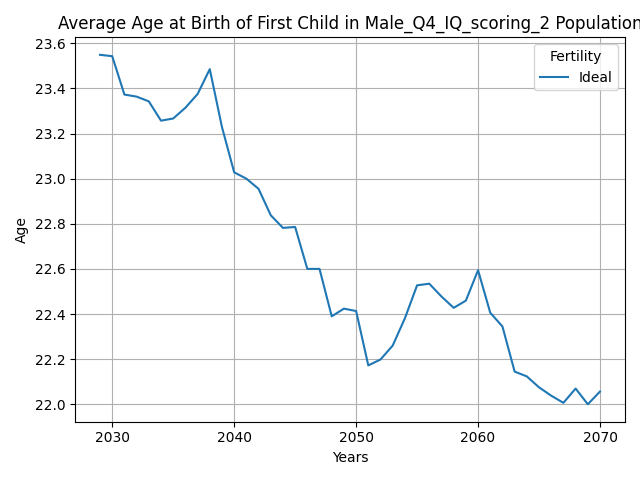 Average Age at Birth of First Child in Male_Q4_IQ_scoring_2 Population
23.6
23.4
23.2
23.0
22.8
22.6
22.4
22.2
22.0
Age
Fertility
Ideal
2030
2040
2050
2060
2070
Years